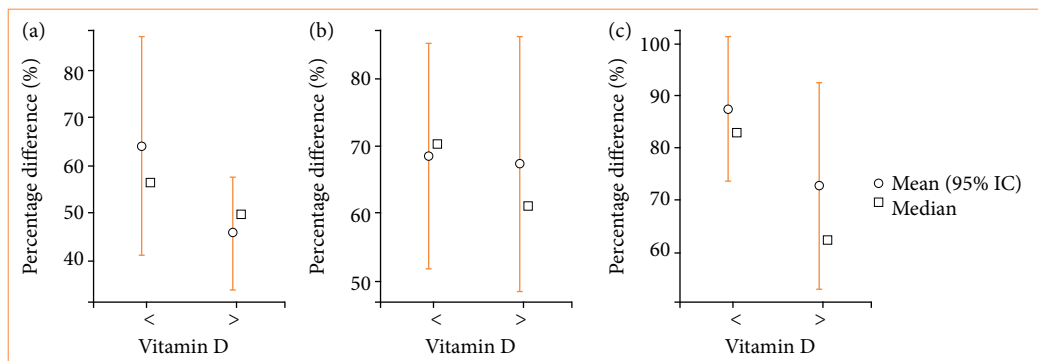 (a)
Percentage difference (%)
80
70
60
50
40
<
>
Vitamin D
(b)
Percentage difference (%)
80
70
60
50
<
>
Vitamin D
(c)
Percentage difference (%)
100
90
80
70
60
<
>
Vitamin D
Mean (95% IC)
Median